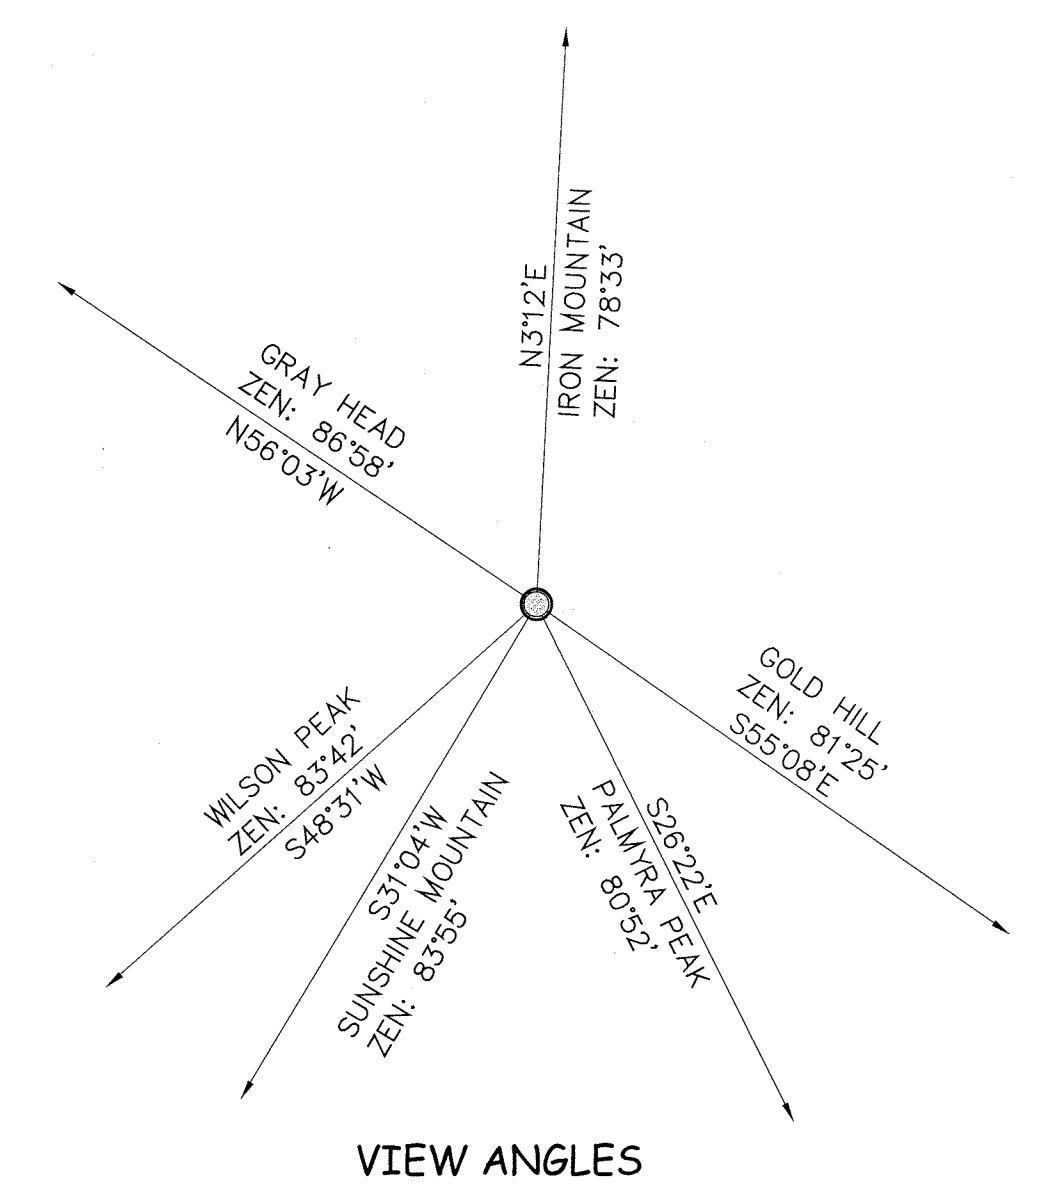 N3°12'E
IRON MOUNTAIN
ZEN: 78°33'
GRAY HEAD
ZEN: 86°58'
N56°03'W
GOLD HILL
ZEN: 81°25'
S55°08'E
WILSON PEAK
ZEN: 83°42'
S48°31'W
S31°04'W
SUNSHINE MOUNTAIN
ZEN: 83°55'
S26°22'E
PALMYRA PEAK
ZEN: 80°52'
VIEW ANGLES